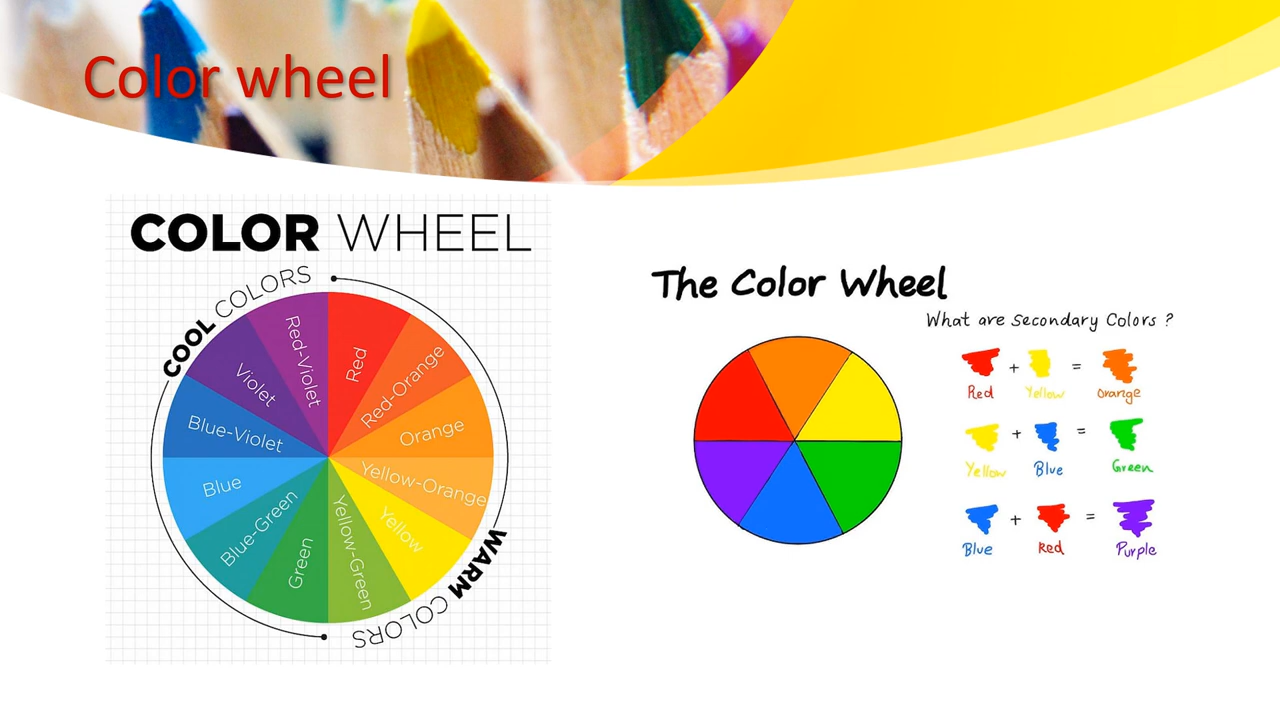 Color wheel
COLOR WHEEL
COOL COLORS
Red-Violet
Red
Violet
Red-Orange
Blue-Violet
Orange
Blue
Yellow-Orange
Blue-Green
Yellow
Green
Yellow-Green
WARM COLORS
The Color Wheel
What are Secondary Colors ?
+ =
Red Yellow Orange
+ =
Yellow Blue Green
+ =
Blue Red Purple